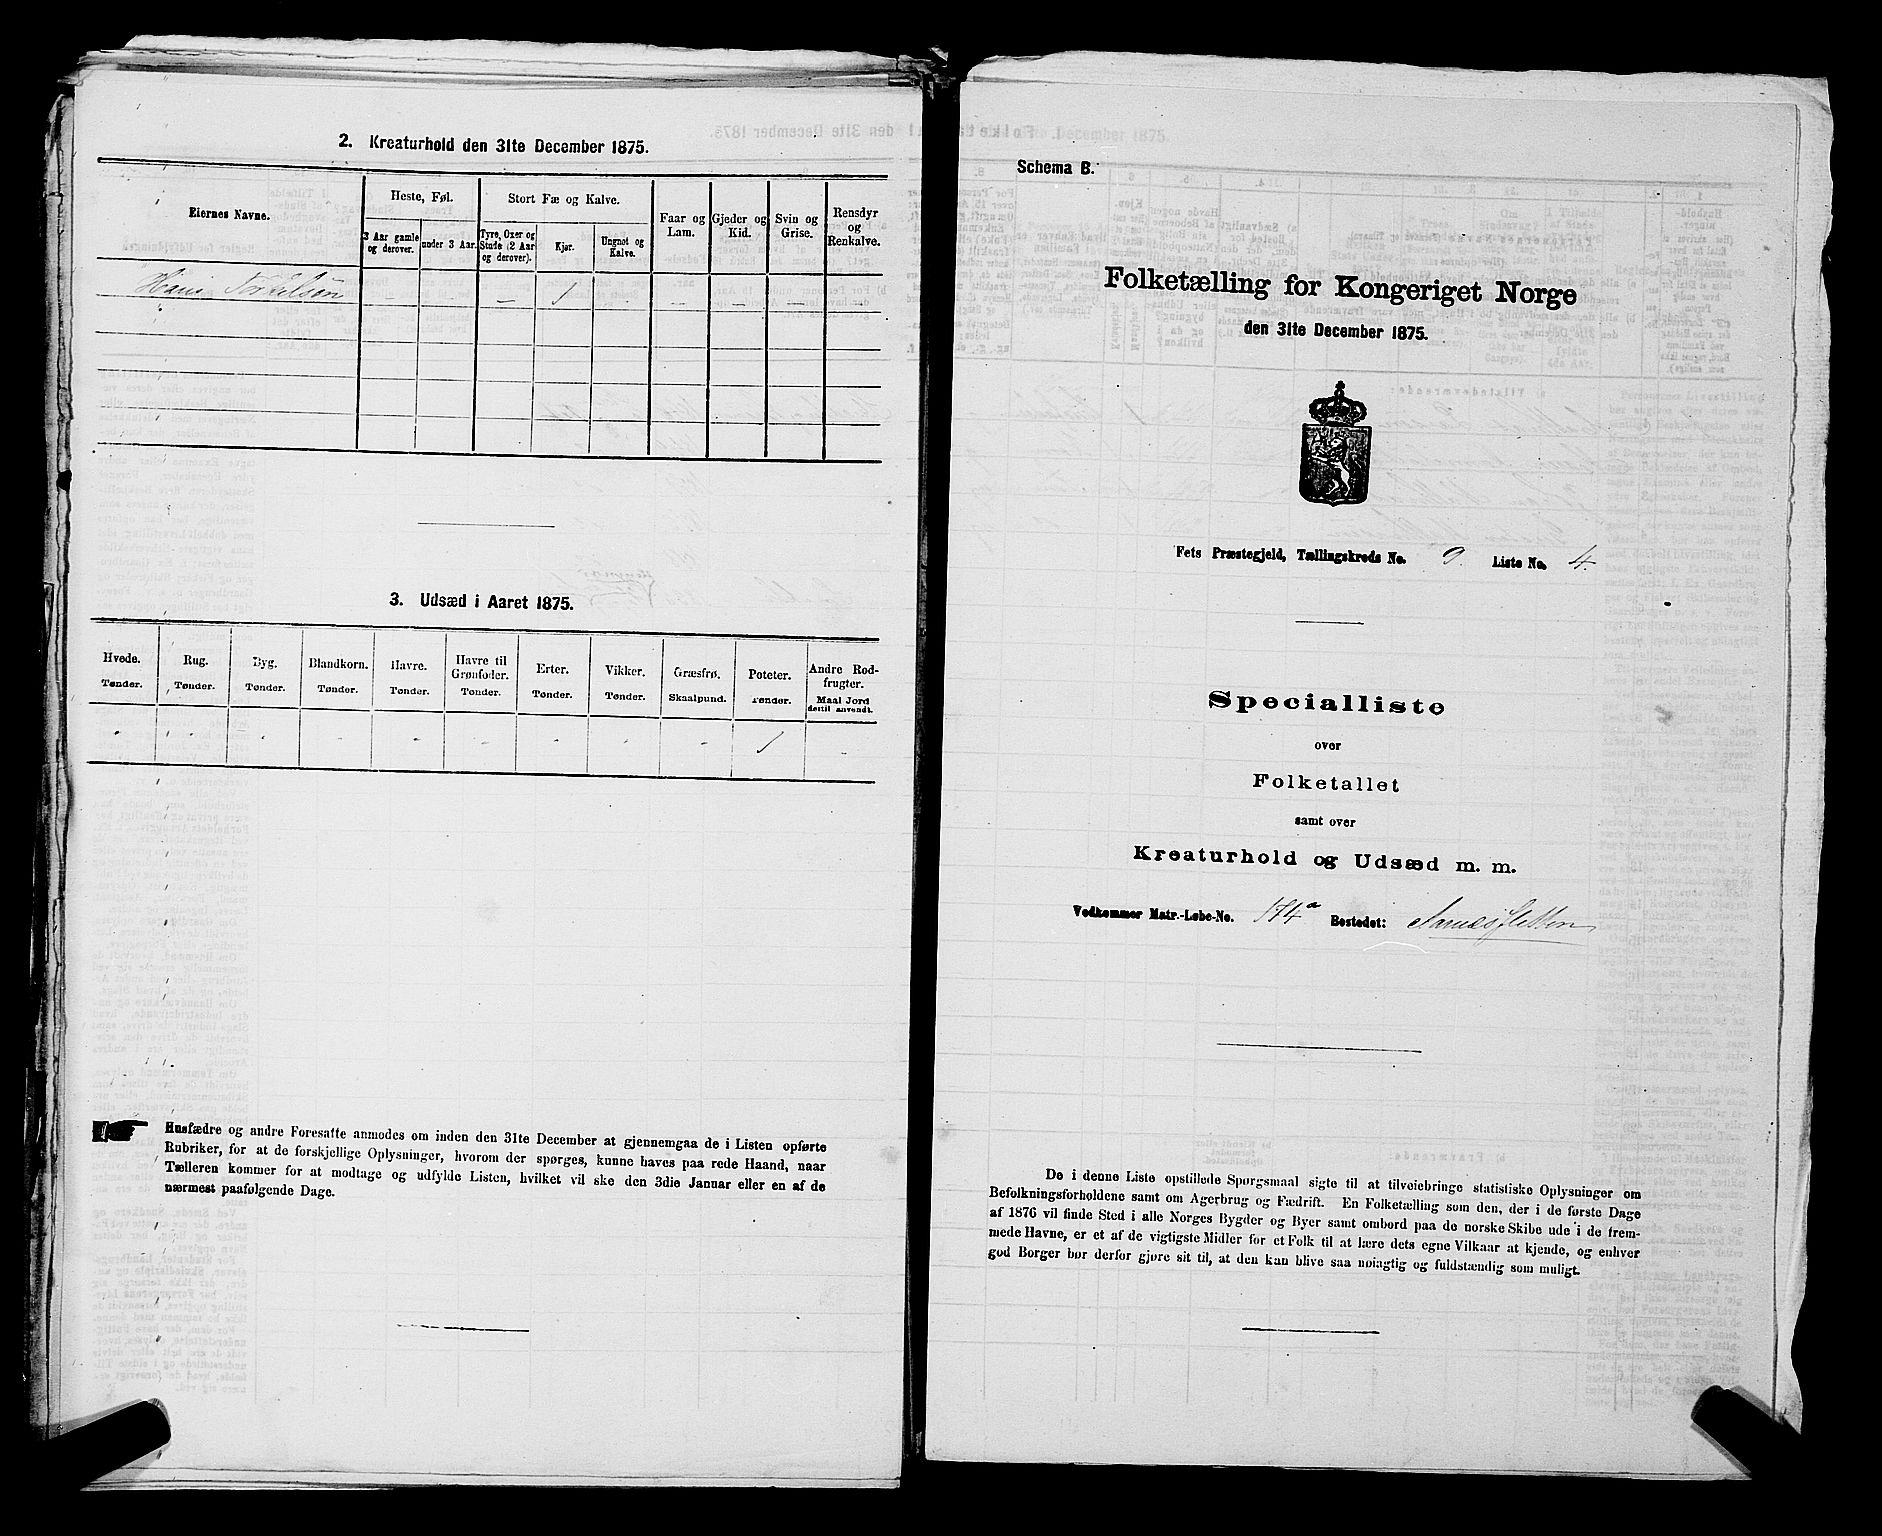 2. Kreaturhold den 31te December 1875.
Eiernes Navne.
Heste, Føl.
3 Aar gamle og derover.
under 3 Aar.
Stort Fæ og Kalve.
Tyre, Oxer og Stude (2 Aar og derover).
Kjør.
Ungnøt og Kalve.
Faar og Lam.
Gjeder og Kid.
Svin og Grise.
Rensdyr og Renkalve.
Hans Torkelsøn - - - 1 - - - - -
3. Udsæd i Aaret 1875.
Hvede. Tønder.
Rug. Tønder.
Byg. Tønder.
Blandkorn. Tønder.
Havre. Tønder.
Havre til Grønfoder. Tønder.
Erter. Tønder.
Vikker. Tønder.
Græsfrø. Skaalpund.
Poteter. Tønder.
Andre Rodfrugter. Maal Jord dertil anvendt.
- - - - - - - - - 1 -
Husfædre og andre Foresatte anmodes om inden den 31te December at gjennemgaa de i Listen opførte
Rubriker, for at de forskjellige Oplysninger, hvorom der spørges, kunne haves paa rede Haand, naar
Tælleren kommer for at modtage og udfylde Listen, hvilket vil ske den 3die Januar eller en af de
nærmest paafølgende Dage.
Schema B.
Folketælling for Kongeriget Norge
den 31te December 1875.
Fets Præstegjeld, Tællingskreds No. 9. Liste No. 4.
Specialliste
over
Folketallet
samt over
Kreaturhold og Udsæd m. m.
Vedkommer Matr.-Løbe-No. 174a Bostedet:
De i denne Liste opstillede Spørgsmaal sigte til at tilveiebringe statistiske Oplysninger om
Befolkningsforholdene samt om Agerbrug og Fædrift. En Folketælling som den, der i de første Dage
af 1876 vil finde Sted i alle Norges Bygder og Byer samt ombord paa de norske Skibe ude i de frem-
mede Havne, er et af de vigtigste Midler for et Folk til at lære dets egne Vilkaar at kjende, og enhver
god Borger bør derfor gjøre sit til, at den kan blive saa nøiagtig og fuldstændig som muligt.